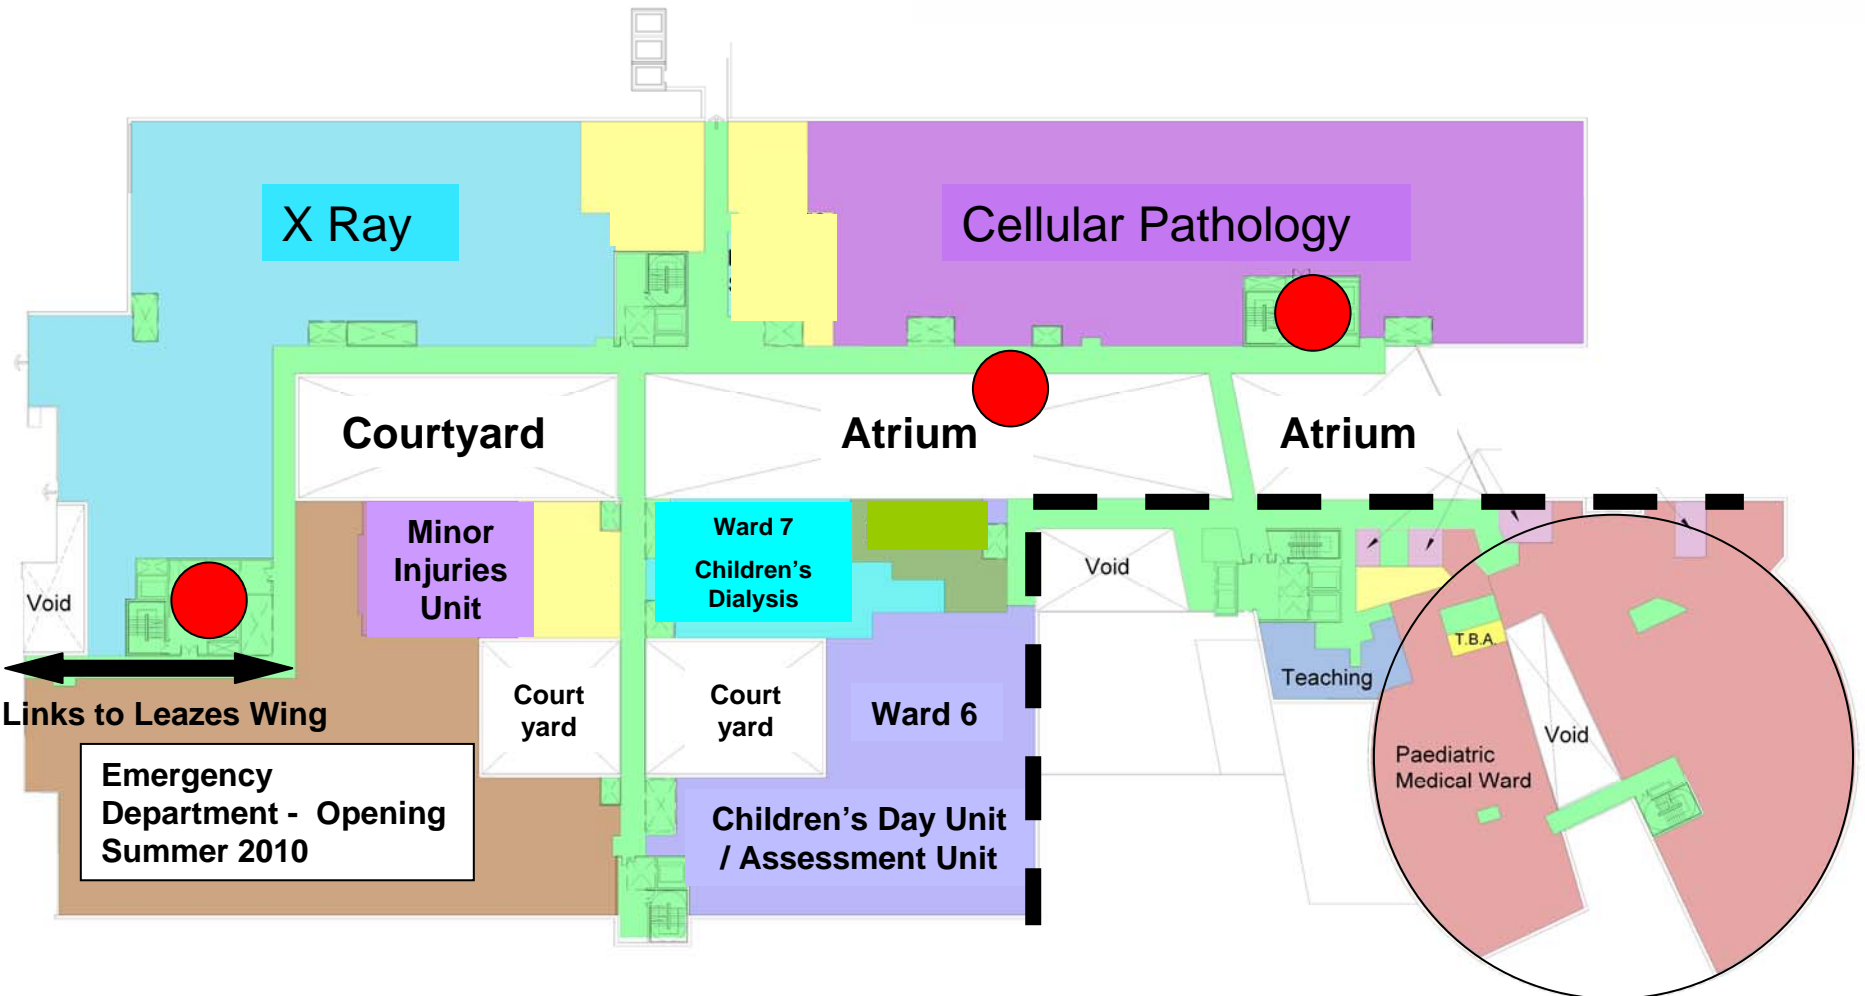 X Ray
Cellular Pathology
Courtyard
Atrium
Atrium
Minor
Injuries
Unit
Ward 7
Children's
Dialysis
Void
Void
T.B.A.
Teaching
Links to Leazes Wing
Court
yard
Court
yard
Ward 6
Void
Paediatric
Medical Ward
Emergency
Department - Opening
Summer 2010
Children's Day Unit
/ Assessment Unit